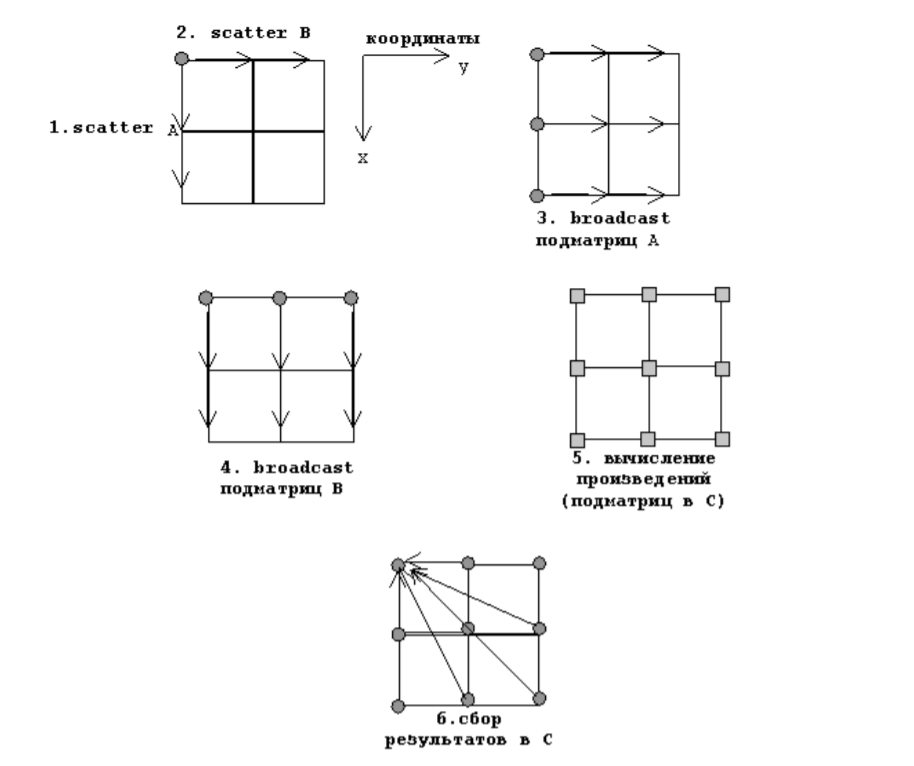 2. scatter B
координаты
y
1.scatter A
x
3. broadcast
подматриц A
4. broadcast
подматриц B
5. вычисление
произведений
(подматриц в C)
6.сбор
результатов в C